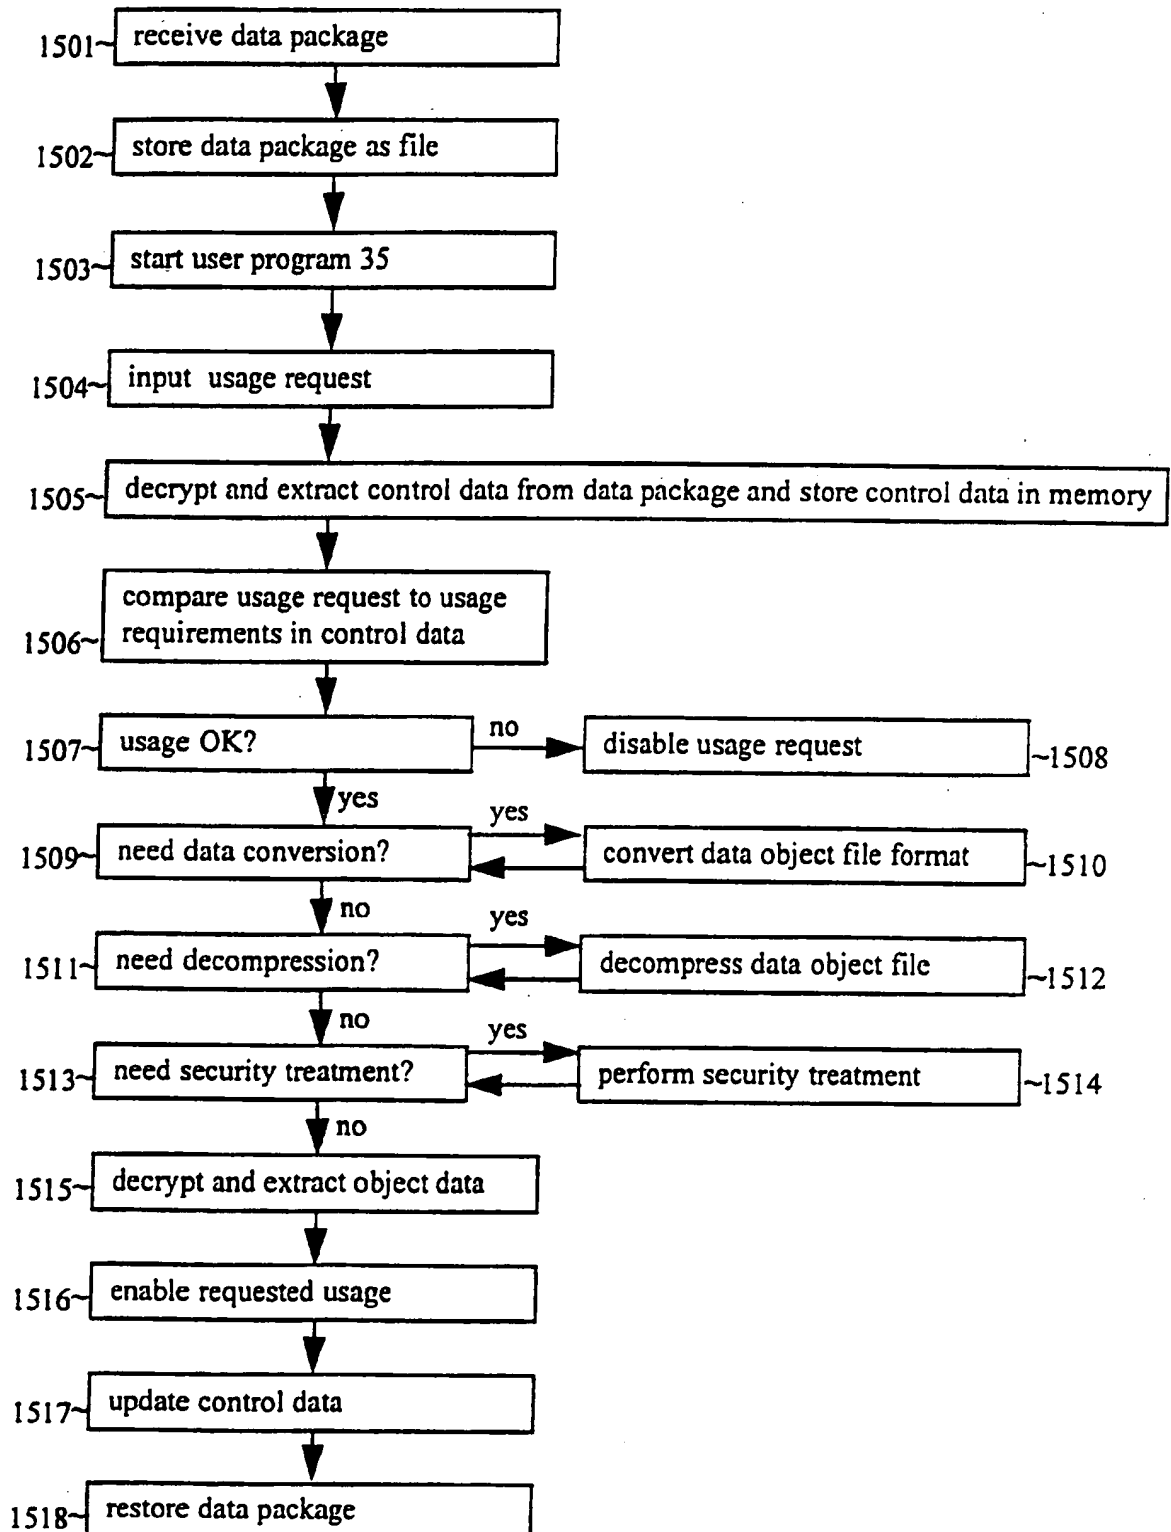 1501~ receive data package
1502~ store data package as file
1503~ start user program 35
1504~ input usage request
1505~ decrypt and extract control data from data package and store control data in memory
compare usage request to usage
1506~ requirements in control data
1507~ usage OK?
no
disable usage request ~1508
yes
1509~ need data conversion?
yes
convert data object file format ~1510
no
1511~ need decompression?
yes
decompress data object file ~1512
no
1513~ need security treatment?
yes
perform security treatment ~1514
no
1515~ decrypt and extract object data
1516~ enable requested usage
1517~ update control data
1518~ restore data package